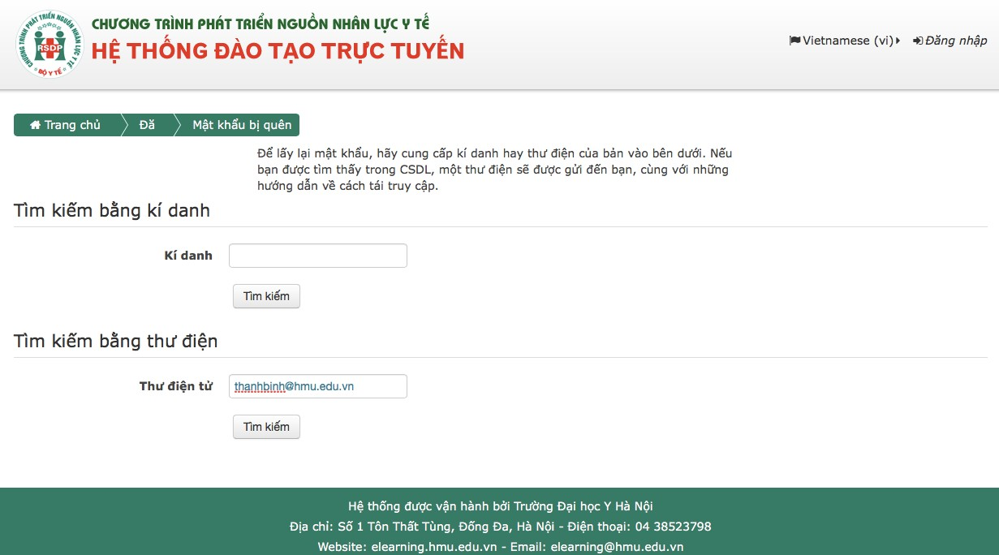 CHƯƠNG TRÌNH PHÁT TRIỂN NGUỒN NHÂN LỰC Y TẾ
RSDP
BỘ Y TẾ
CHƯƠNG TRÌNH PHÁT TRIỂN NGUỒN NHÂN LỰC Y TẾ
HỆ THỐNG ĐÀO TẠO TRỰC TUYẾN
Vietnamese (vi) Đăng nhập
Trang chủ Đã Mật khẩu bị quên
Để lấy lại mật khẩu, hãy cung cấp kí danh hay thư điện của bản vào bên dưới. Nếu
bạn được tìm thấy trong CSDL, một thư điện sẽ được gửi đến bạn, cùng với những
hướng dẫn về cách tái truy cập.
Tìm kiếm bằng kí danh
Kí danh
Tìm kiếm
Tìm kiếm bằng thư điện
Thư điện tử thanhbinh@hmu.edu.vn
Tìm kiếm
Hệ thống được vận hành bởi Trường Đại học Y Hà Nội
Địa chỉ: Số 1 Tôn Thất Tùng, Đống Đa, Hà Nội - Điện thoại: 04 38523798
Website: elearning.hmu.edu.vn - Email: elearning@hmu.edu.vn